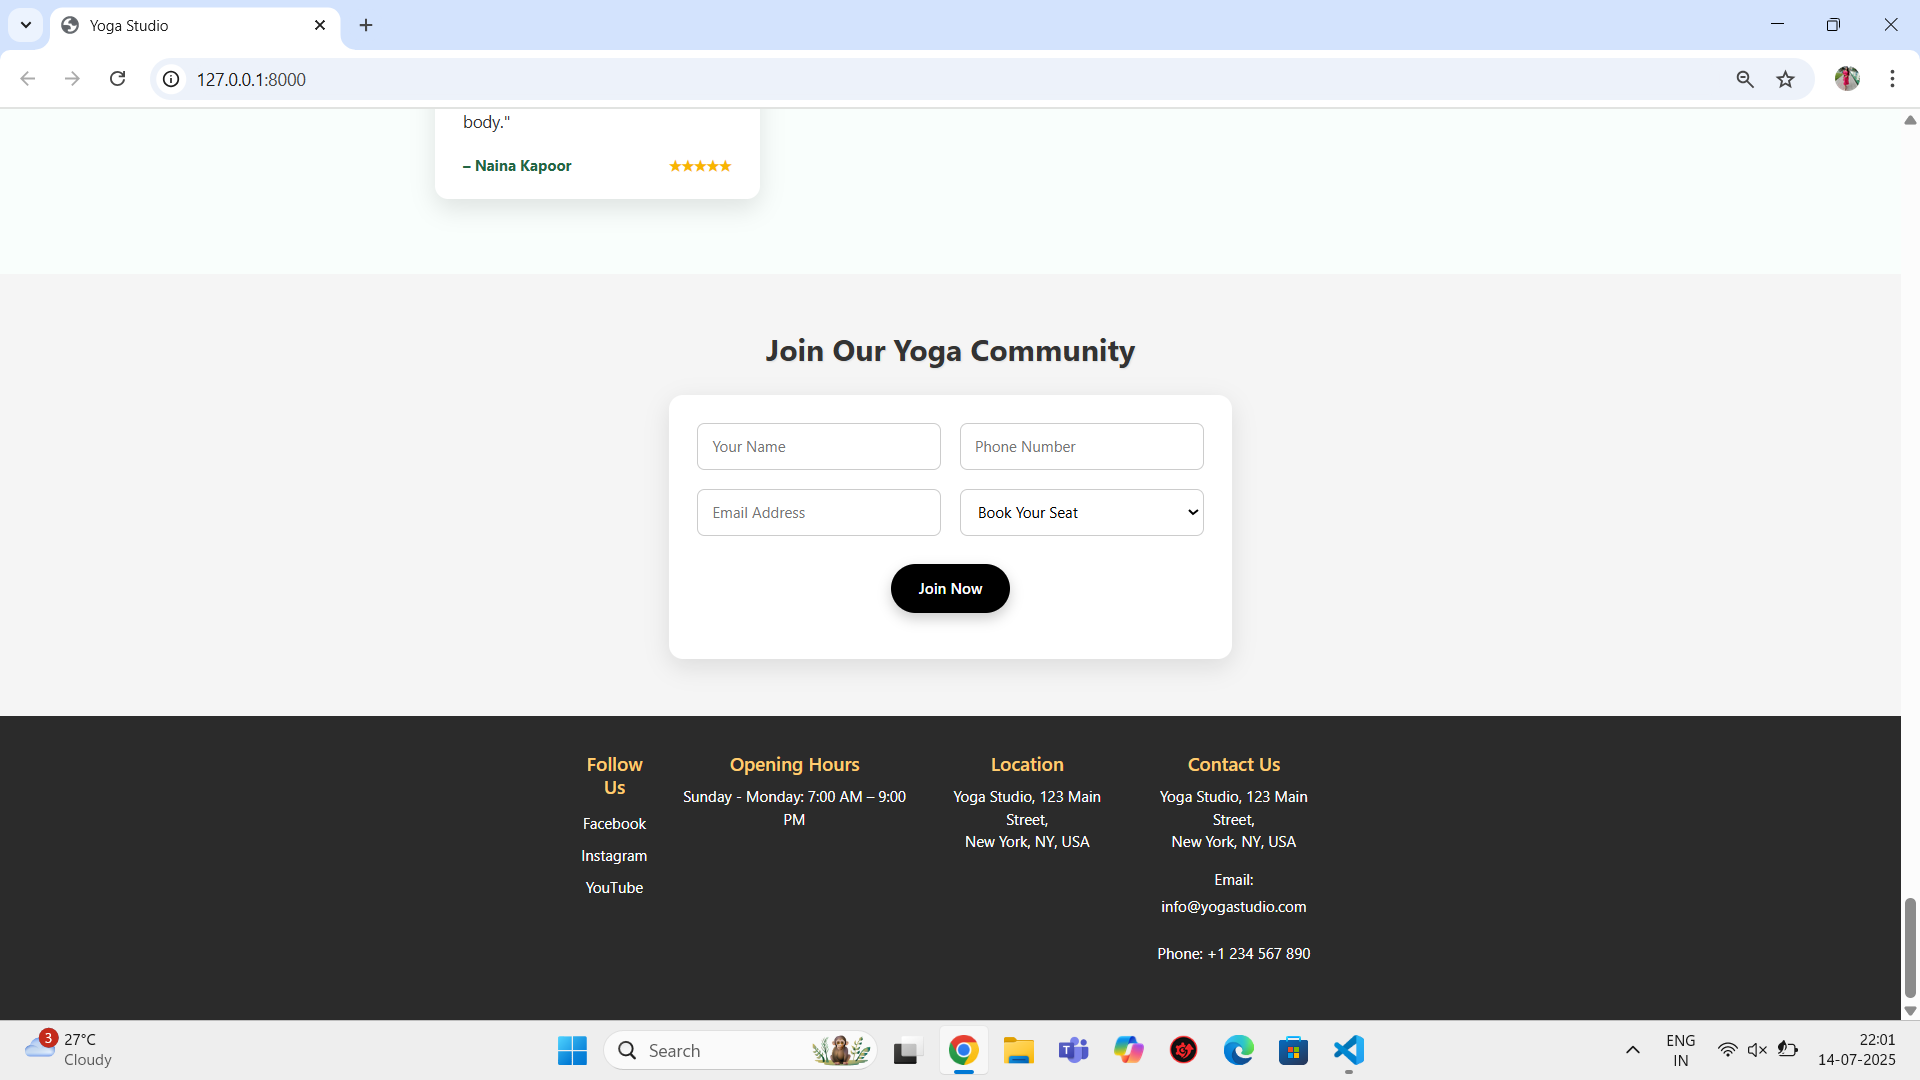 Yoga Studio
127.0.0.1:8000
body."
– Naina Kapoor
★★★★★
Join Our Yoga Community
Your Name
Phone Number
Email Address
Book Your Seat
Join Now
Follow
Us
Facebook
Instagram
YouTube
Opening Hours
Sunday - Monday: 7:00 AM – 9:00
PM
Location
Yoga Studio, 123 Main
Street,
New York, NY, USA
Contact Us
Yoga Studio, 123 Main
Street,
New York, NY, USA
Email:
info@yogastudio.com
Phone: +1 234 567 890
3
27°C
Cloudy
Search
ENG
IN
22:01
14-07-2025